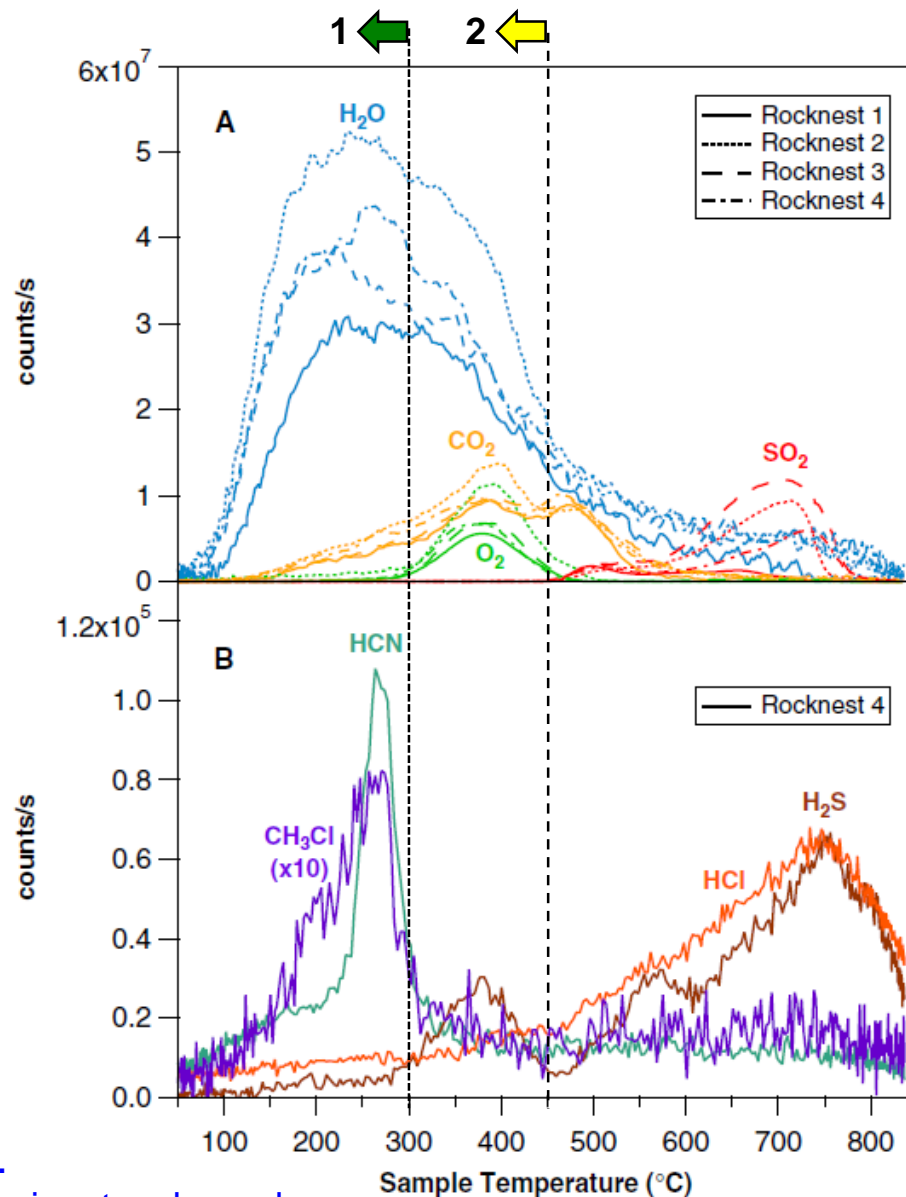 1 2
6x10⁷
5
4
3
2
1
0
counts/s
A
H₂O
CO₂
O₂
SO₂
Rocknest 1
Rocknest 2
Rocknest 3
Rocknest 4
1.2x10⁵
1.0
0.8
0.6
0.4
0.2
0.0
counts/s
B
HCN
CH₃Cl
(x10)
HCl
H₂S
Rocknest 4
100 200 300 400 500 600 700 800
Sample Temperature (°C)